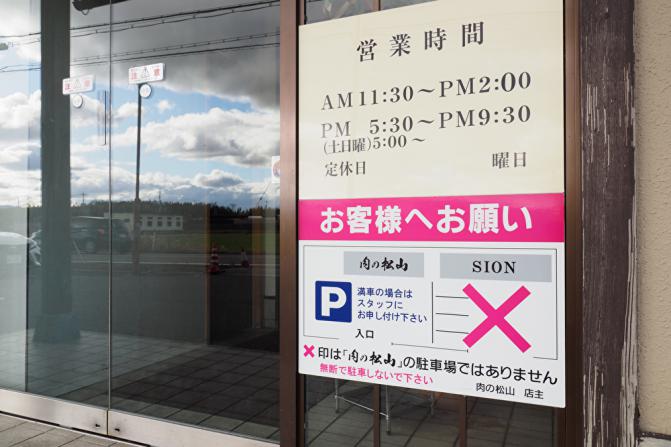 営業時間
AM11:30～PM2:00
PM 5:30～PM9:30
(土日曜)5:00～
定休日 曜日
お客様へお願い
肉の松山 SION
P
満車の場合は
スタッフに
お申し付け下さい
入口
×印は「肉の松山」の駐車場ではありません
無断で駐車しないで下さい
肉の松山 店主
注意
注意